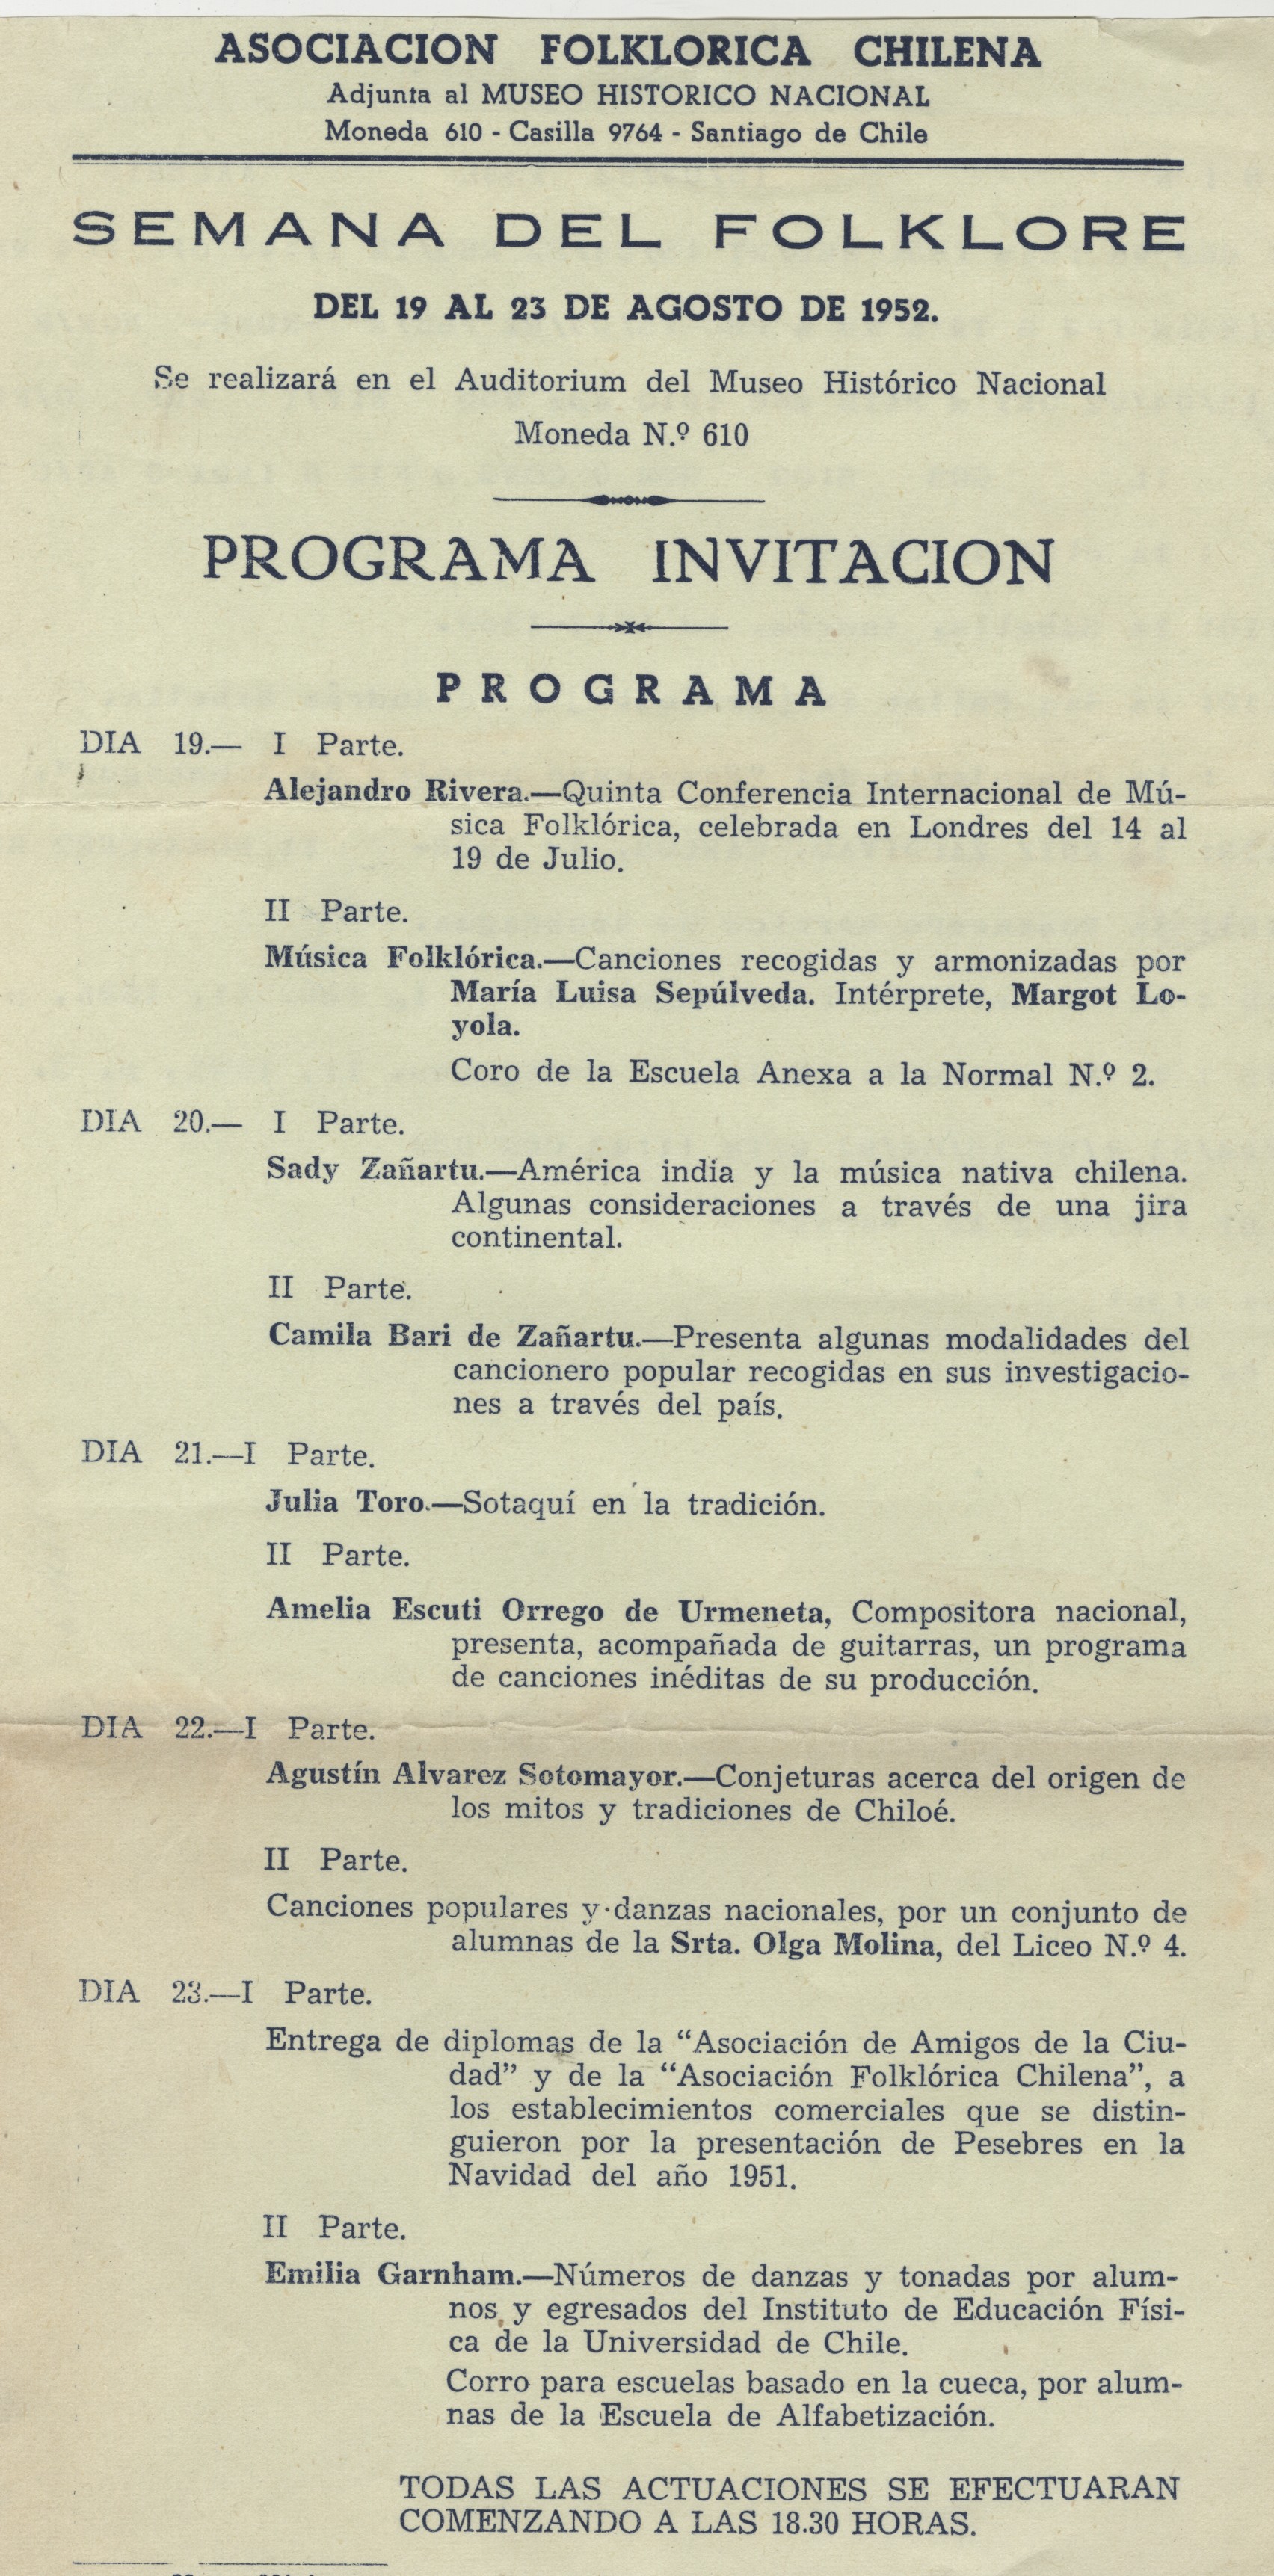 ASOCIACION FOLKLORICA CHILENA
Adjunta al MUSEO HISTORICO NACIONAL
Moneda 610 - Casilla 9764 - Santiago de Chile
SEMANA DEL FOLKLORE
DEL 19 AL 23 DE AGOSTO DE 1952.
Se realizará en el Auditorium del Museo Histórico Nacional
Moneda N.º 610
PROGRAMA INVITACION
PROGRAMA
DIA 19.— I Parte.
Alejandro Rivera.—Quinta Conferencia Internacional de Mú-
sica Folklórica, celebrada en Londres del 14 al
19 de Julio.
II Parte.
Música Folklórica.—Canciones recogidas y armonizadas por
María Luisa Sepúlveda. Intérprete, Margot Lo-
yola.
Coro de la Escuela Anexa a la Normal N.º 2.
DIA 20.— I Parte.
Sady Zañartu.—América india y la música nativa chilena.
Algunas consideraciones a través de una jira
continental.
II Parte.
Camila Bari de Zañartu.—Presenta algunas modalidades del
cancionero popular recogidas en sus investigacio-
nes a través del país.
DIA 21.—I Parte.
Julia Toro.—Sotaquí en la tradición.
II Parte.
Amelia Escuti Orrego de Urmeneta, Compositora nacional,
presenta, acompañada de guitarras, un programa
de canciones inéditas de su producción.
DIA 22.—I Parte.
Agustín Alvarez Sotomayor.—Conjeturas acerca del origen de
los mitos y tradiciones de Chiloé.
II Parte.
Canciones populares y danzas nacionales, por un conjunto de
alumnas de la Srta. Olga Molina, del Liceo N.º 4.
DIA 23.—I Parte.
Entrega de diplomas de la “Asociación de Amigos de la Ciu-
dad” y de la “Asociación Folklórica Chilena”, a
los establecimientos comerciales que se distin-
guieron por la presentación de Pesebres en la
Navidad del año 1951.
II Parte.
Emilia Garnham.—Números de danzas y tonadas por alum-
nos y egresados del Instituto de Educación Físi-
ca de la Universidad de Chile.
Corro para escuelas basado en la cueca, por alum-
nas de la Escuela de Alfabetización.
TODAS LAS ACTUACIONES SE EFECTUARAN
COMENZANDO A LAS 18.30 HORAS.